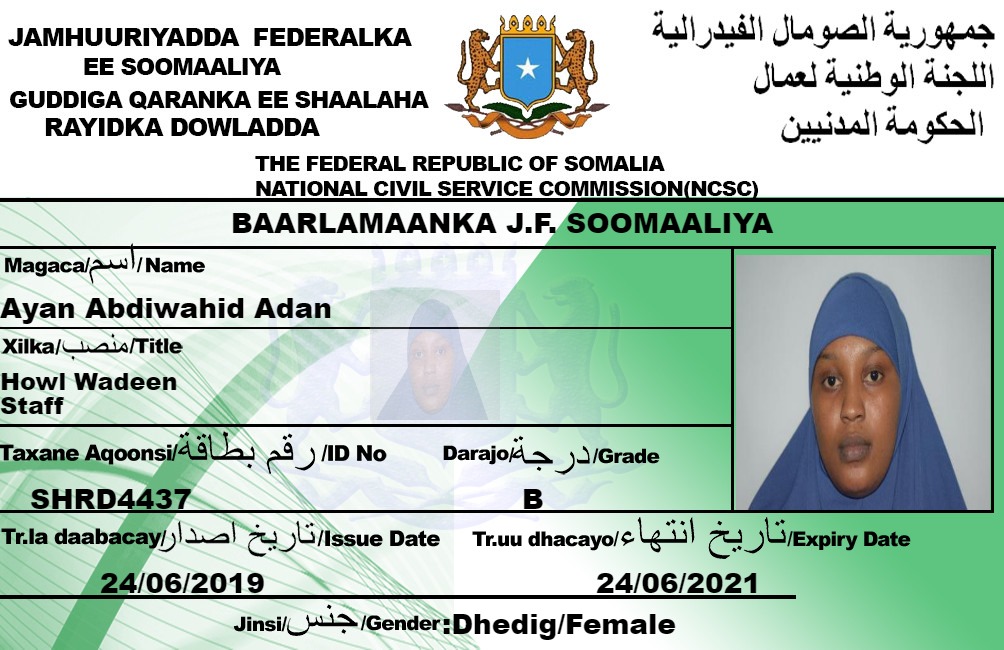 JAMHUURIYADDA FEDERALKA
EE SOOMAALIYA
GUDDIGA QARANKA EE SHAALAHA
RAYIDKA DOWLADDA
جمهورية الصومال الفيدرالية
اللجنة الوطنية لعمال
الحكومة المدنيين
THE FEDERAL REPUBLIC OF SOMALIA
NATIONAL CIVIL SERVICE COMMISSION(NCSC)
BAARLAMAANKA J.F. SOOMAALIYA
Magaca/اسم/Name
Ayan Abdiwahid Adan
Xilka/منصب/Title
Howl Wadeen
Staff
Taxane Aqoonsi/رقم بطاقة/ID No Darajo/درجة/Grade
SHRD4437 B
Tr.la daabacay/تاريخ اصدار/Issue Date Tr.uu dhacayo/تاريخ انتهاء/Expiry Date
24/06/2019 24/06/2021
Jinsi/جنس/Gender:Dhedig/Female